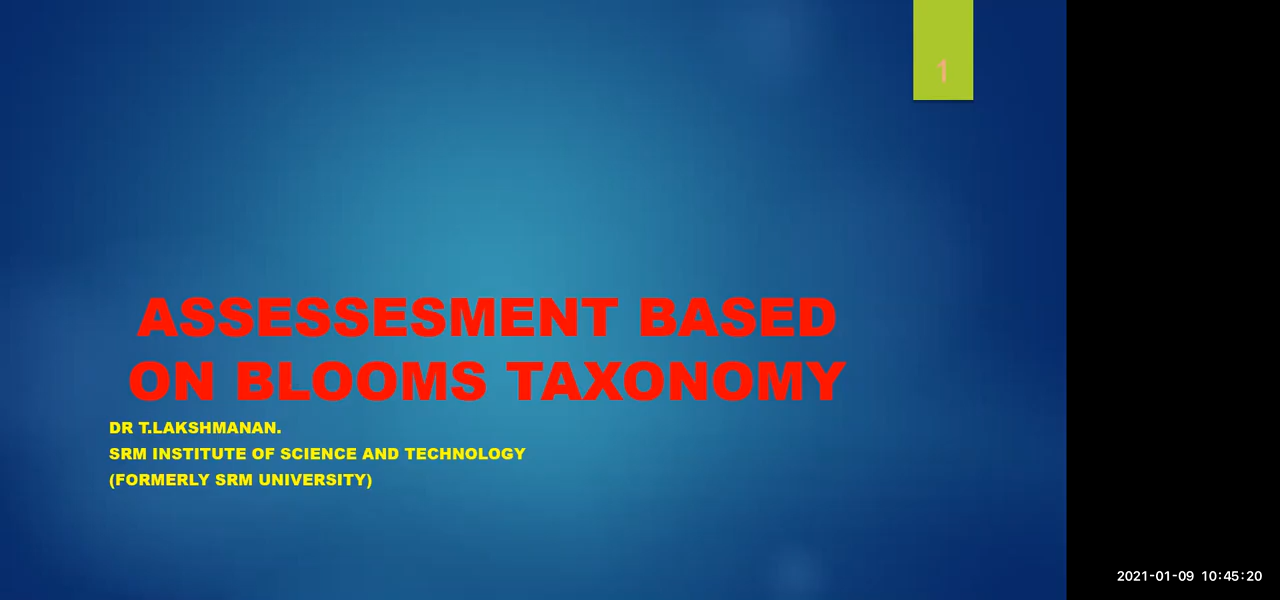 1
ASSESSESMENT BASED
ON BLOOMS TAXONOMY
DR T.LAKSHMANAN.
SRM INSTITUTE OF SCIENCE AND TECHNOLOGY
(FORMERLY SRM UNIVERSITY)
2021-01-09 10:45:20